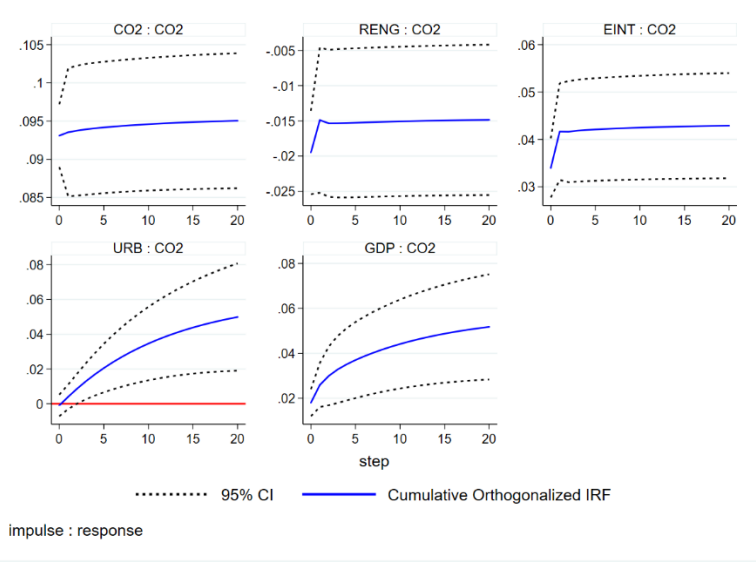 CO2 : CO2
.105
.1
.095
.09
.085
0 5 10 15 20
RENG : CO2
-.005
-.01
-.015
-.02
-.025
0 5 10 15 20
EINT : CO2
.06
.05
.04
.03
0 5 10 15 20
URB : CO2
.08
.06
.04
.02
0
0 5 10 15 20
GDP : CO2
.08
.06
.04
.02
0 5 10 15 20
step
95% CI Cumulative Orthogonalized IRF
impulse : response